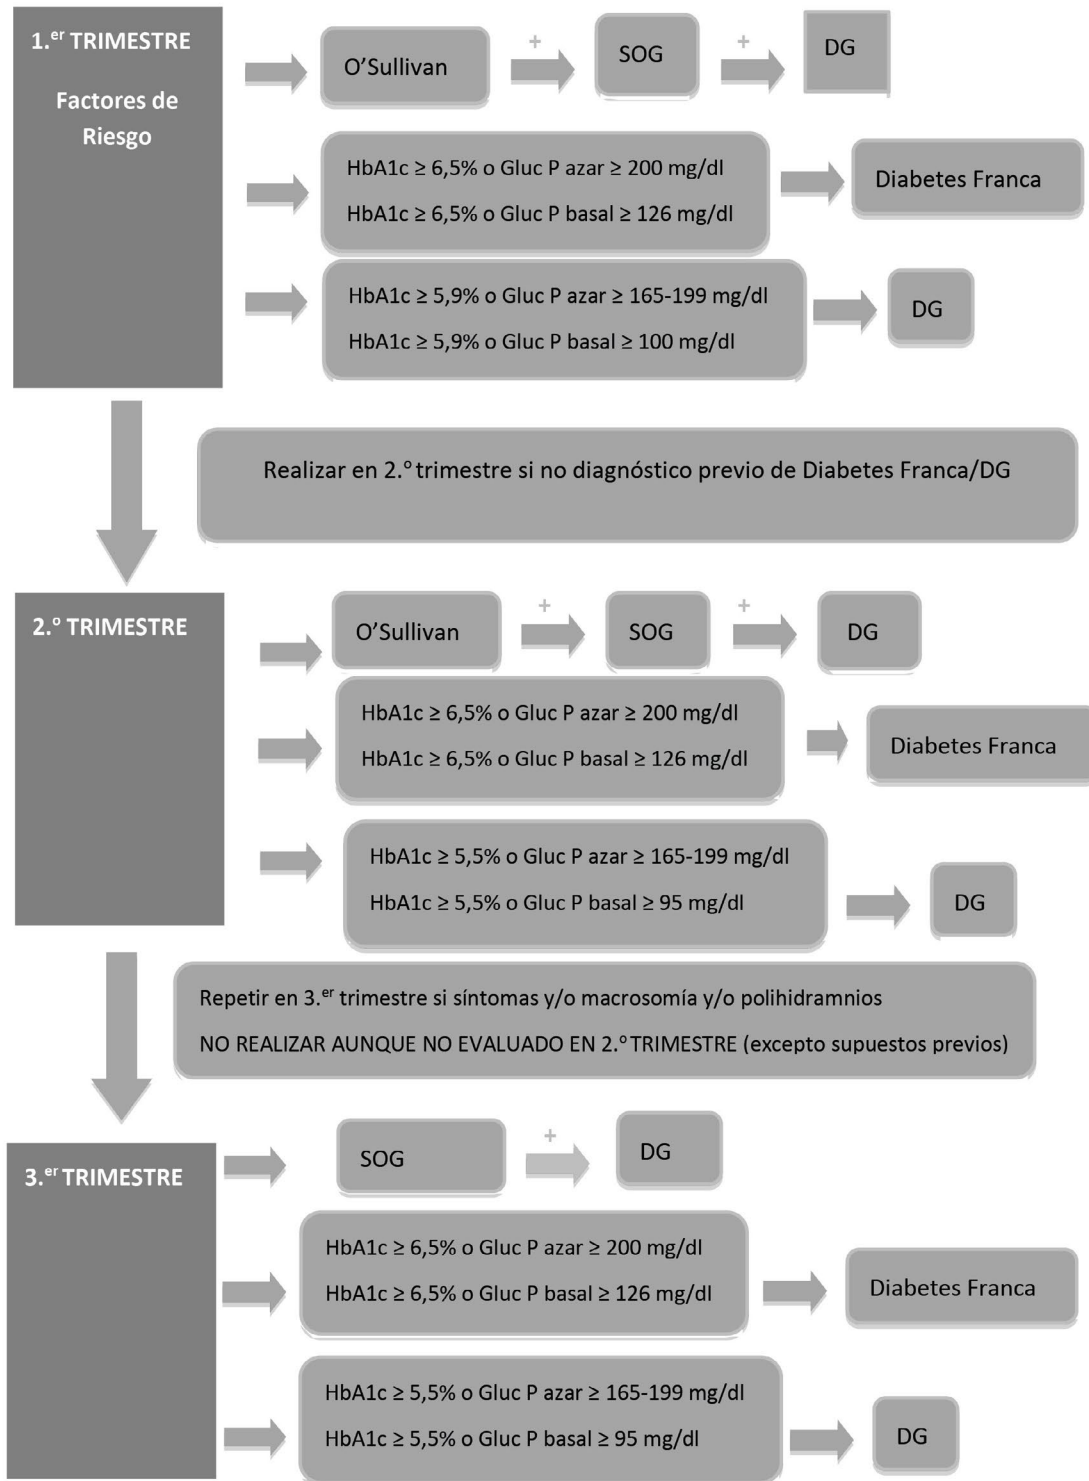 1.er TRIMESTRE
Factores de
Riesgo
O’Sullivan
+
SOG
+
DG
HbA1c ≥ 6,5% o Gluc P azar ≥ 200 mg/dl
HbA1c ≥ 6,5% o Gluc P basal ≥ 126 mg/dl
Diabetes Franca
HbA1c ≥ 5,9% o Gluc P azar ≥ 165-199 mg/dl
HbA1c ≥ 5,9% o Gluc P basal ≥ 100 mg/dl
DG
Realizar en 2.º trimestre si no diagnóstico previo de Diabetes Franca/DG
2.º TRIMESTRE
O’Sullivan
+
SOG
+
DG
HbA1c ≥ 6,5% o Gluc P azar ≥ 200 mg/dl
HbA1c ≥ 6,5% o Gluc P basal ≥ 126 mg/dl
Diabetes Franca
HbA1c ≥ 5,5% o Gluc P azar ≥ 165-199 mg/dl
HbA1c ≥ 5,5% o Gluc P basal ≥ 95 mg/dl
DG
Repetir en 3.er trimestre si síntomas y/o macrosomía y/o polihidramnios
NO REALIZAR AUNQUE NO EVALUADO EN 2.º TRIMESTRE (excepto supuestos previos)
3.er TRIMESTRE
SOG
+
DG
HbA1c ≥ 6,5% o Gluc P azar ≥ 200 mg/dl
HbA1c ≥ 6,5% o Gluc P basal ≥ 126 mg/dl
Diabetes Franca
HbA1c ≥ 5,5% o Gluc P azar ≥ 165-199 mg/dl
HbA1c ≥ 5,5% o Gluc P basal ≥ 95 mg/dl
DG